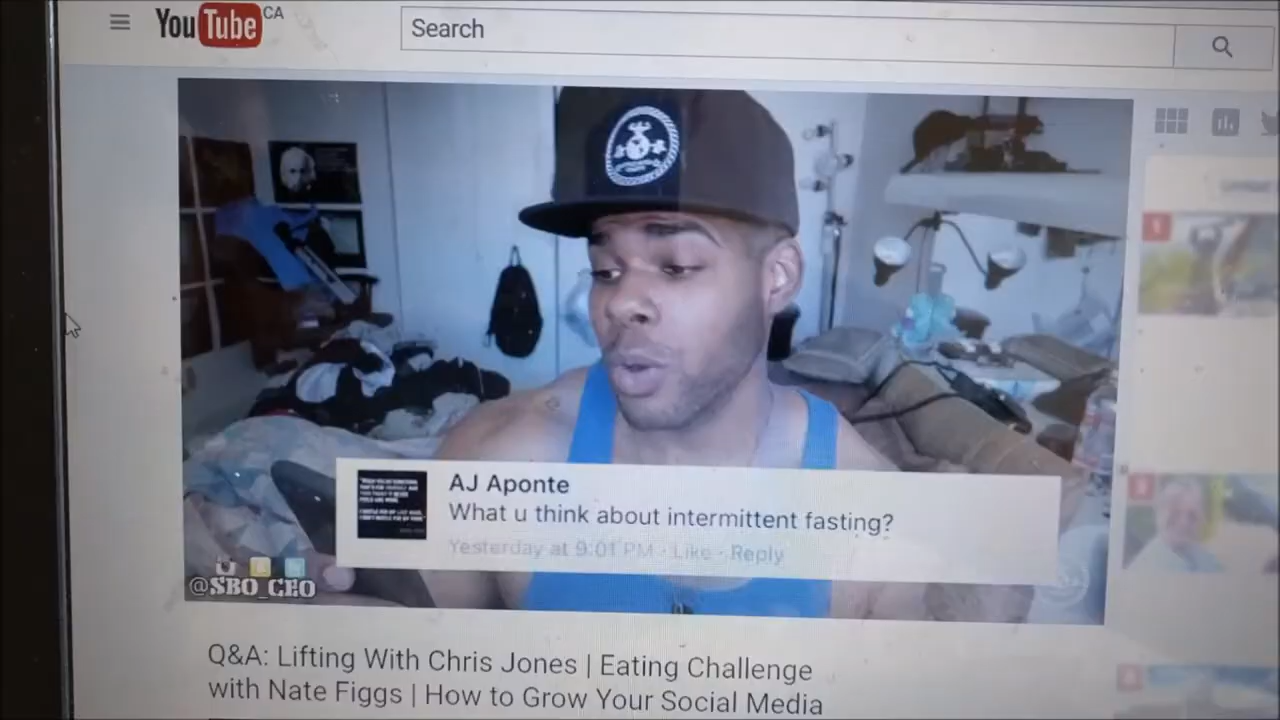 YouTube CA
Search
AJ Aponte
What u think about intermittent fasting?
Yesterday at 9:01 PM · Like · Reply
@SBO_CEO
1
Q&A: Lifting With Chris Jones | Eating Challenge
with Nate Figgs | How to Grow Your Social Media